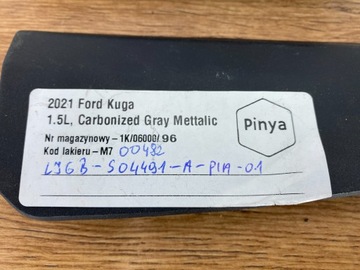 2021 Ford Kuga
1.5L, Carbonized Gray Mettalic
Nr magazynowy – 1K/06000/96
Kod lakieru – M7 00482
LJGB-S04491-A-PIA-01
Pinya